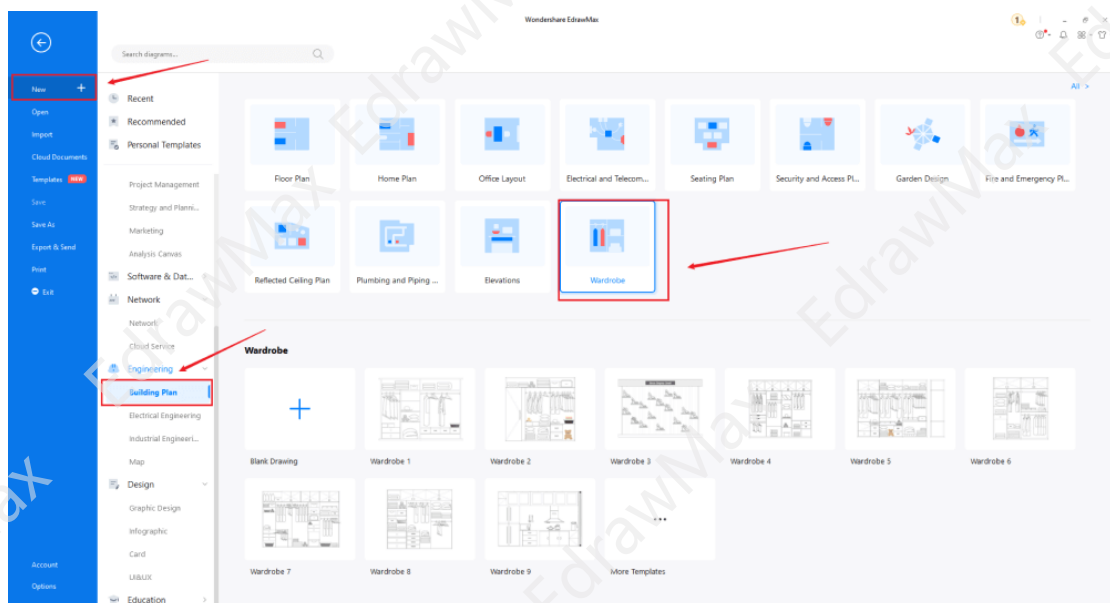 Wondershare EdrawMax
Search diagrams...
New +
Open
Import
Cloud Documents
Templates NEW
Save
Save As
Export & Send
Print
Exit
Account
Options
Recent
Recommended
Personal Templates
Project Management
Strategy and Planni...
Marketing
Analysis Canvas
Software & Dat...
Network
Network
Cloud Service
Engineering
Building Plan
Electrical Engineering
Industrial Engineeri...
Map
Design
Graphic Design
Infographic
Card
UI&UX
Education
All >
Floor Plan
Home Plan
Office Layout
Electrical and Telecom...
Seating Plan
Security and Access Pl...
Garden Design
Fire and Emergency Pl...
Reflected Ceiling Plan
Plumbing and Piping ...
Elevations
Wardrobe
Wardrobe
Blank Drawing
Wardrobe 1
Wardrobe 2
Wardrobe 3
Wardrobe 4
Wardrobe 5
Wardrobe 6
Wardrobe 7
Wardrobe 8
Wardrobe 9
More Templates
EdrawMax
EdrawMax
EdrawMax
EdrawMax